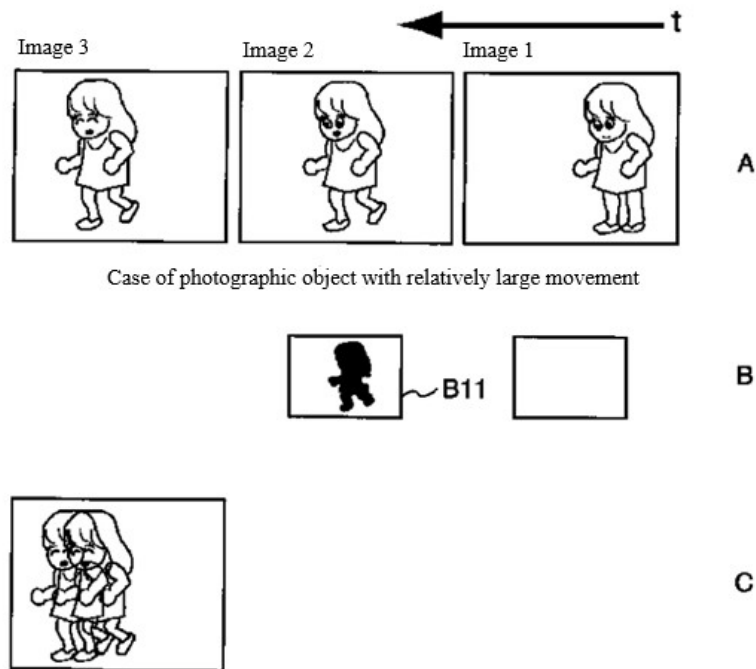 t
Image 3 Image 2 Image 1
A
Case of photographic object with relatively large movement
B11
B
C